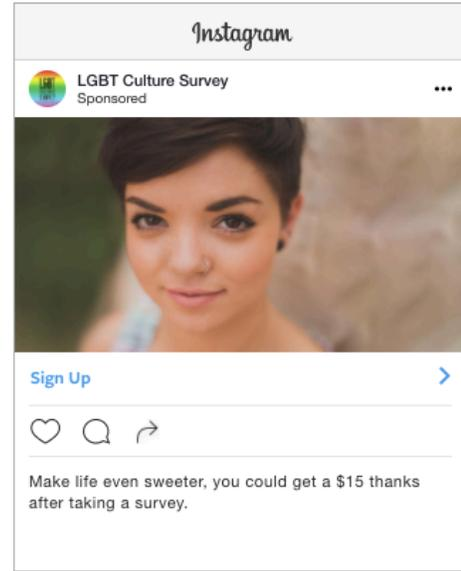 Instagram
LGBT Culture Survey
Sponsored
LGBT
Sign Up
Make life even sweeter, you could get a $15 thanks
after taking a survey.